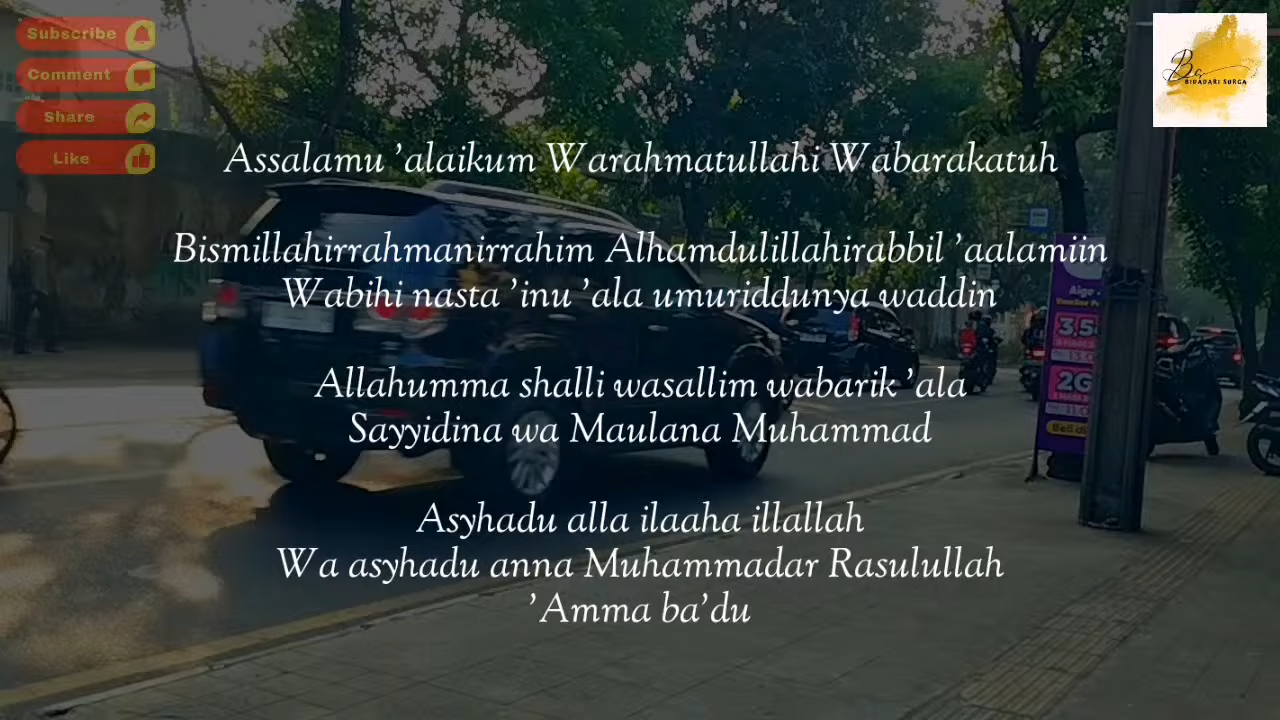 Subscribe
Comment
Share
Like
BIDADARI SURGA
Assalamu 'alaikum Warahmatullahi Wabarakatuh
Bismillahirrahmanirrahim Alhamdulillahirabbil 'aalamiin
Wabihi nasta 'inu 'ala umuriddunya waddin
Allahumma shalli wasallim wabarik 'ala
Sayyidina wa Maulana Muhammad
Asyhadu alla ilaaha illallah
Wa asyhadu anna Muhammadar Rasulullah
'Amma ba'du
2G